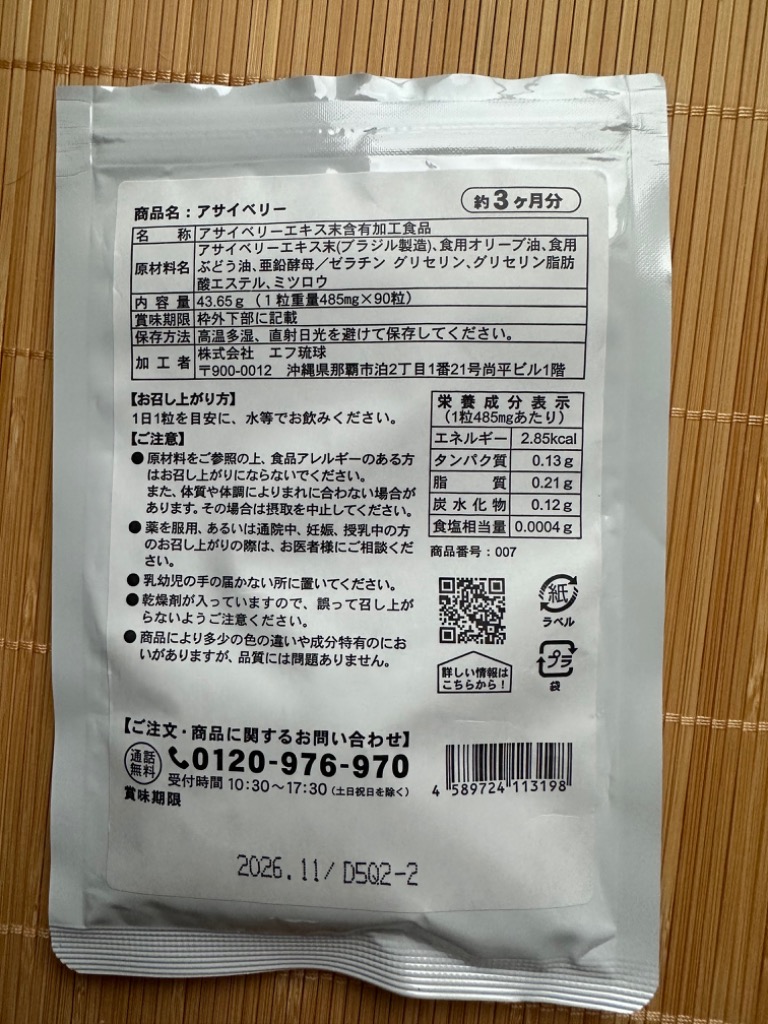 商品名：アサイベリー
約3ヶ月分
名称 アサイベリーエキス末含有加工食品
原材料名 アサイベリーエキス末(ブラジル製造)、食用オリーブ油、食用
ぶどう油、亜鉛酵母／ゼラチン グリセリン、グリセリン脂肪
酸エステル、ミツロウ
内容量 43.65g（1粒重量485mg×90粒）
賞味期限 枠外下部に記載
保存方法 高温多湿、直射日光を避けて保存してください。
加工者 株式会社 エフ琉球
〒900-0012 沖縄県那覇市泊2丁目1番21号尚平ビル1階
【お召し上がり方】
1日1粒を目安に、水等でお飲みください。
【ご注意】
●原材料をご参照の上、食品アレルギーのある方
はお召し上がりにならないでください。
また、体質や体調によりまれに合わない場合が
あります。その場合は摂取を中止してください。
●薬を服用、あるいは通院中、妊娠、授乳中の方
のお召し上がりの際は、お医者様にご相談くだ
さい。
●乳幼児の手の届かない所に置いてください。
●乾燥剤が入っていますので、誤って召し上が
らないようご注意ください。
●商品により多少の色の違いや成分特有のにお
いがありますが、品質には問題ありません。
栄養成分表示
（1粒485mgあたり）
エネルギー 2.85kcal
タンパク質 0.13g
脂質 0.21g
炭水化物 0.12g
食塩相当量 0.0004g
商品番号：007
紙
ラベル
詳しい情報は
こちらから！
プラ
袋
【ご注文・商品に関するお問い合わせ】
通話
無料
0120-976-970
受付時間 10:30～17:30（土日祝日を除く）
賞味期限
4 589724 113198
2026.11/ D5Q2-2